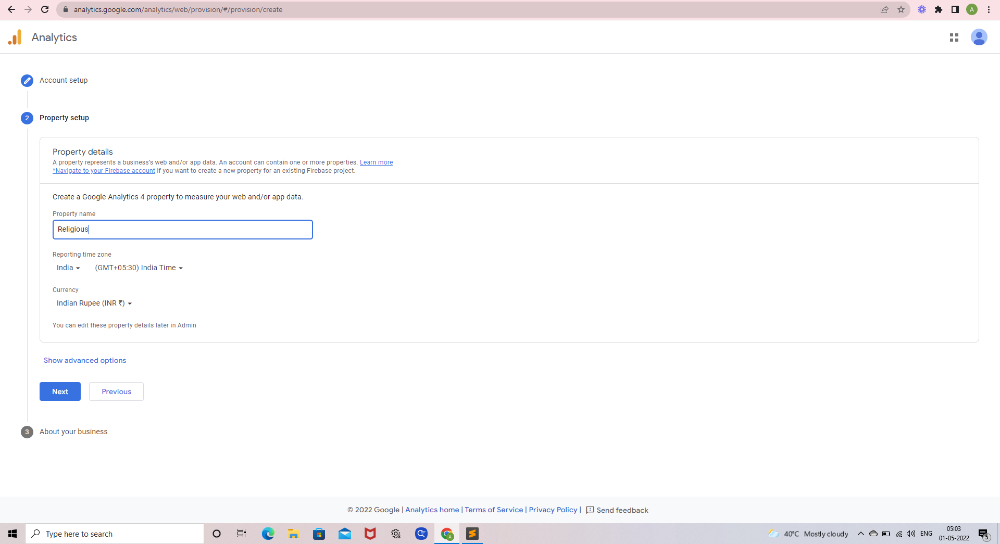 analytics.google.com/analytics/web/provision/#/provision/create
A
Analytics
Account setup
2 Property setup
Property details
A property represents a business's web and/or app data. An account can contain one or more properties. Learn more
*Navigate to your Firebase account if you want to create a new property for an existing Firebase project.
Create a Google Analytics 4 property to measure your web and/or app data.
Property name
Religious
Reporting time zone
India (GMT+05:30) India Time
Currency
Indian Rupee (INR ₹)
You can edit these property details later in Admin
Show advanced options
Next Previous
3 About your business
© 2022 Google | Analytics home | Terms of Service | Privacy Policy | Send feedback
Type here to search
A
40°C Mostly cloudy
ENG
05:03
01-05-2022
5